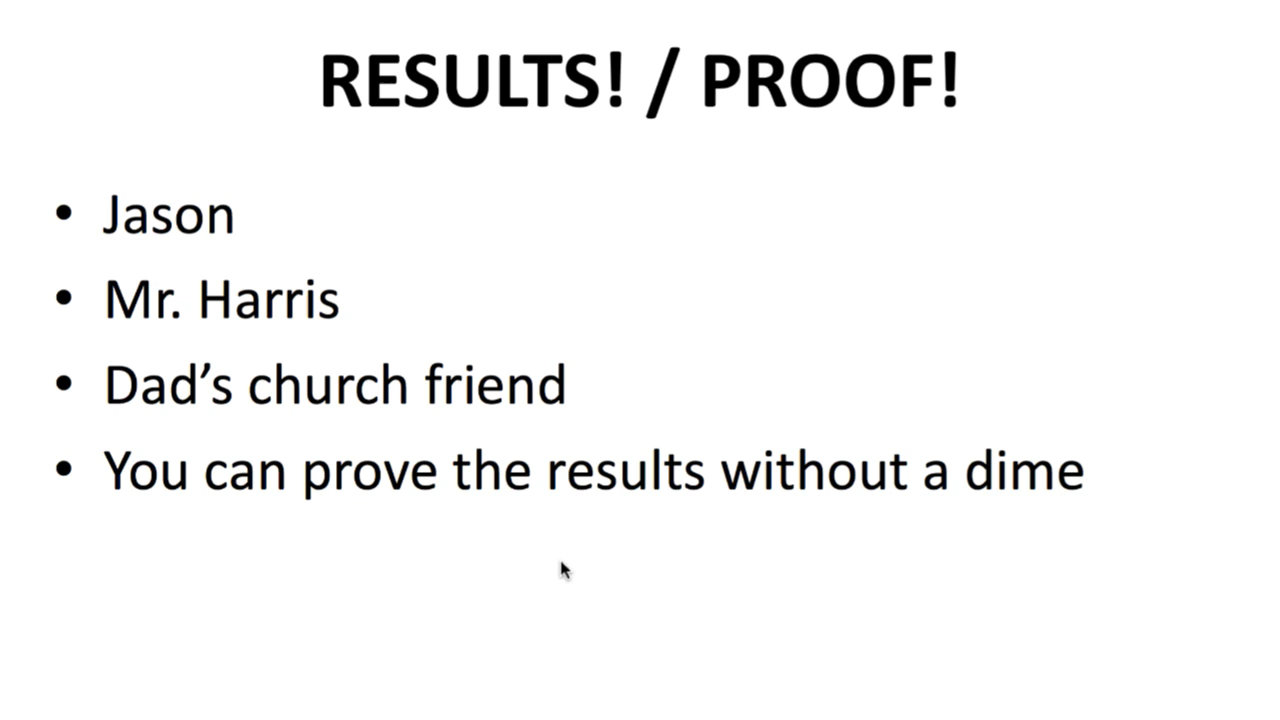 RESULTS! / PROOF!
• Jason
• Mr. Harris
• Dad’s church friend
• You can prove the results without a dime